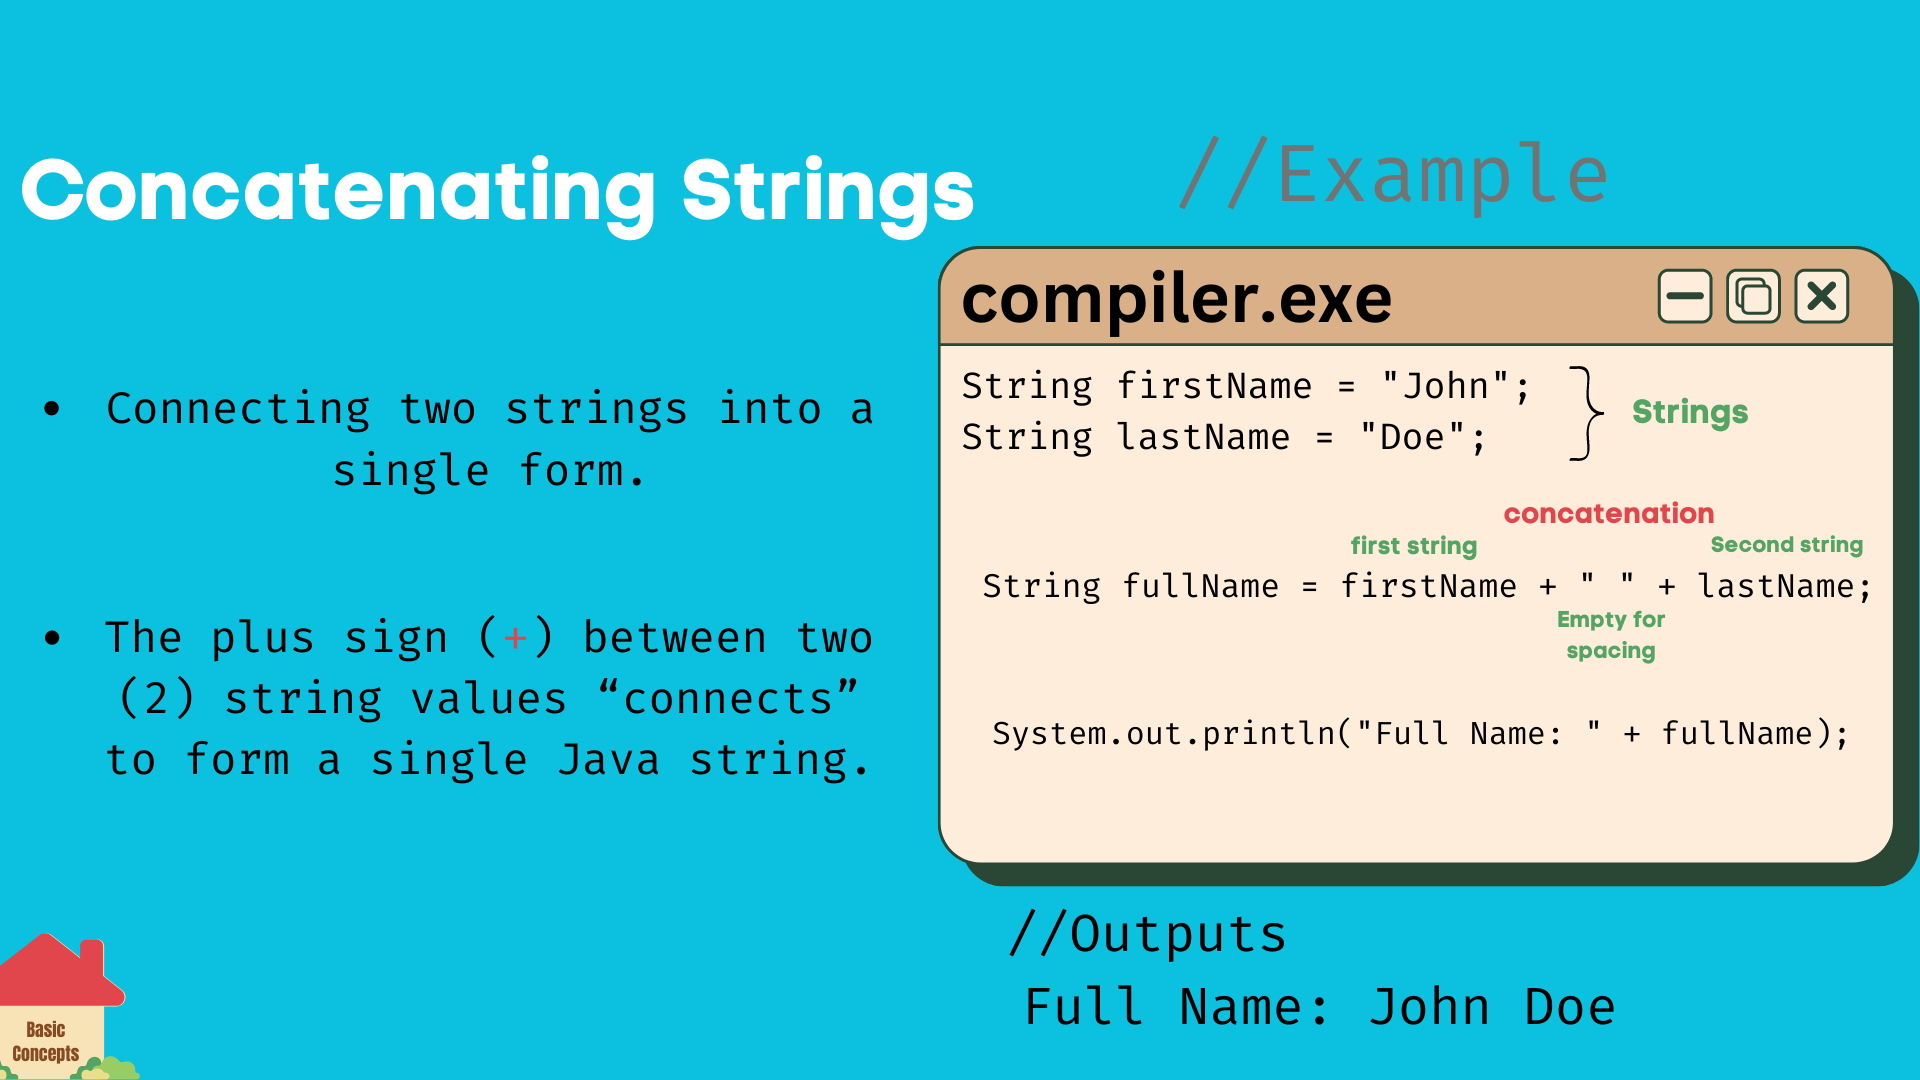 Concatenating Strings
• Connecting two strings into a
single form.
• The plus sign (+) between two
(2) string values “connects”
to form a single Java string.
//Example
compiler.exe
String firstName = "John";
String lastName = "Doe";
Strings
concatenation
first string
Second string
String fullName = firstName + " " + lastName;
Empty for
spacing
System.out.println("Full Name: " + fullName);
//Outputs
Full Name: John Doe
Basic
Concepts